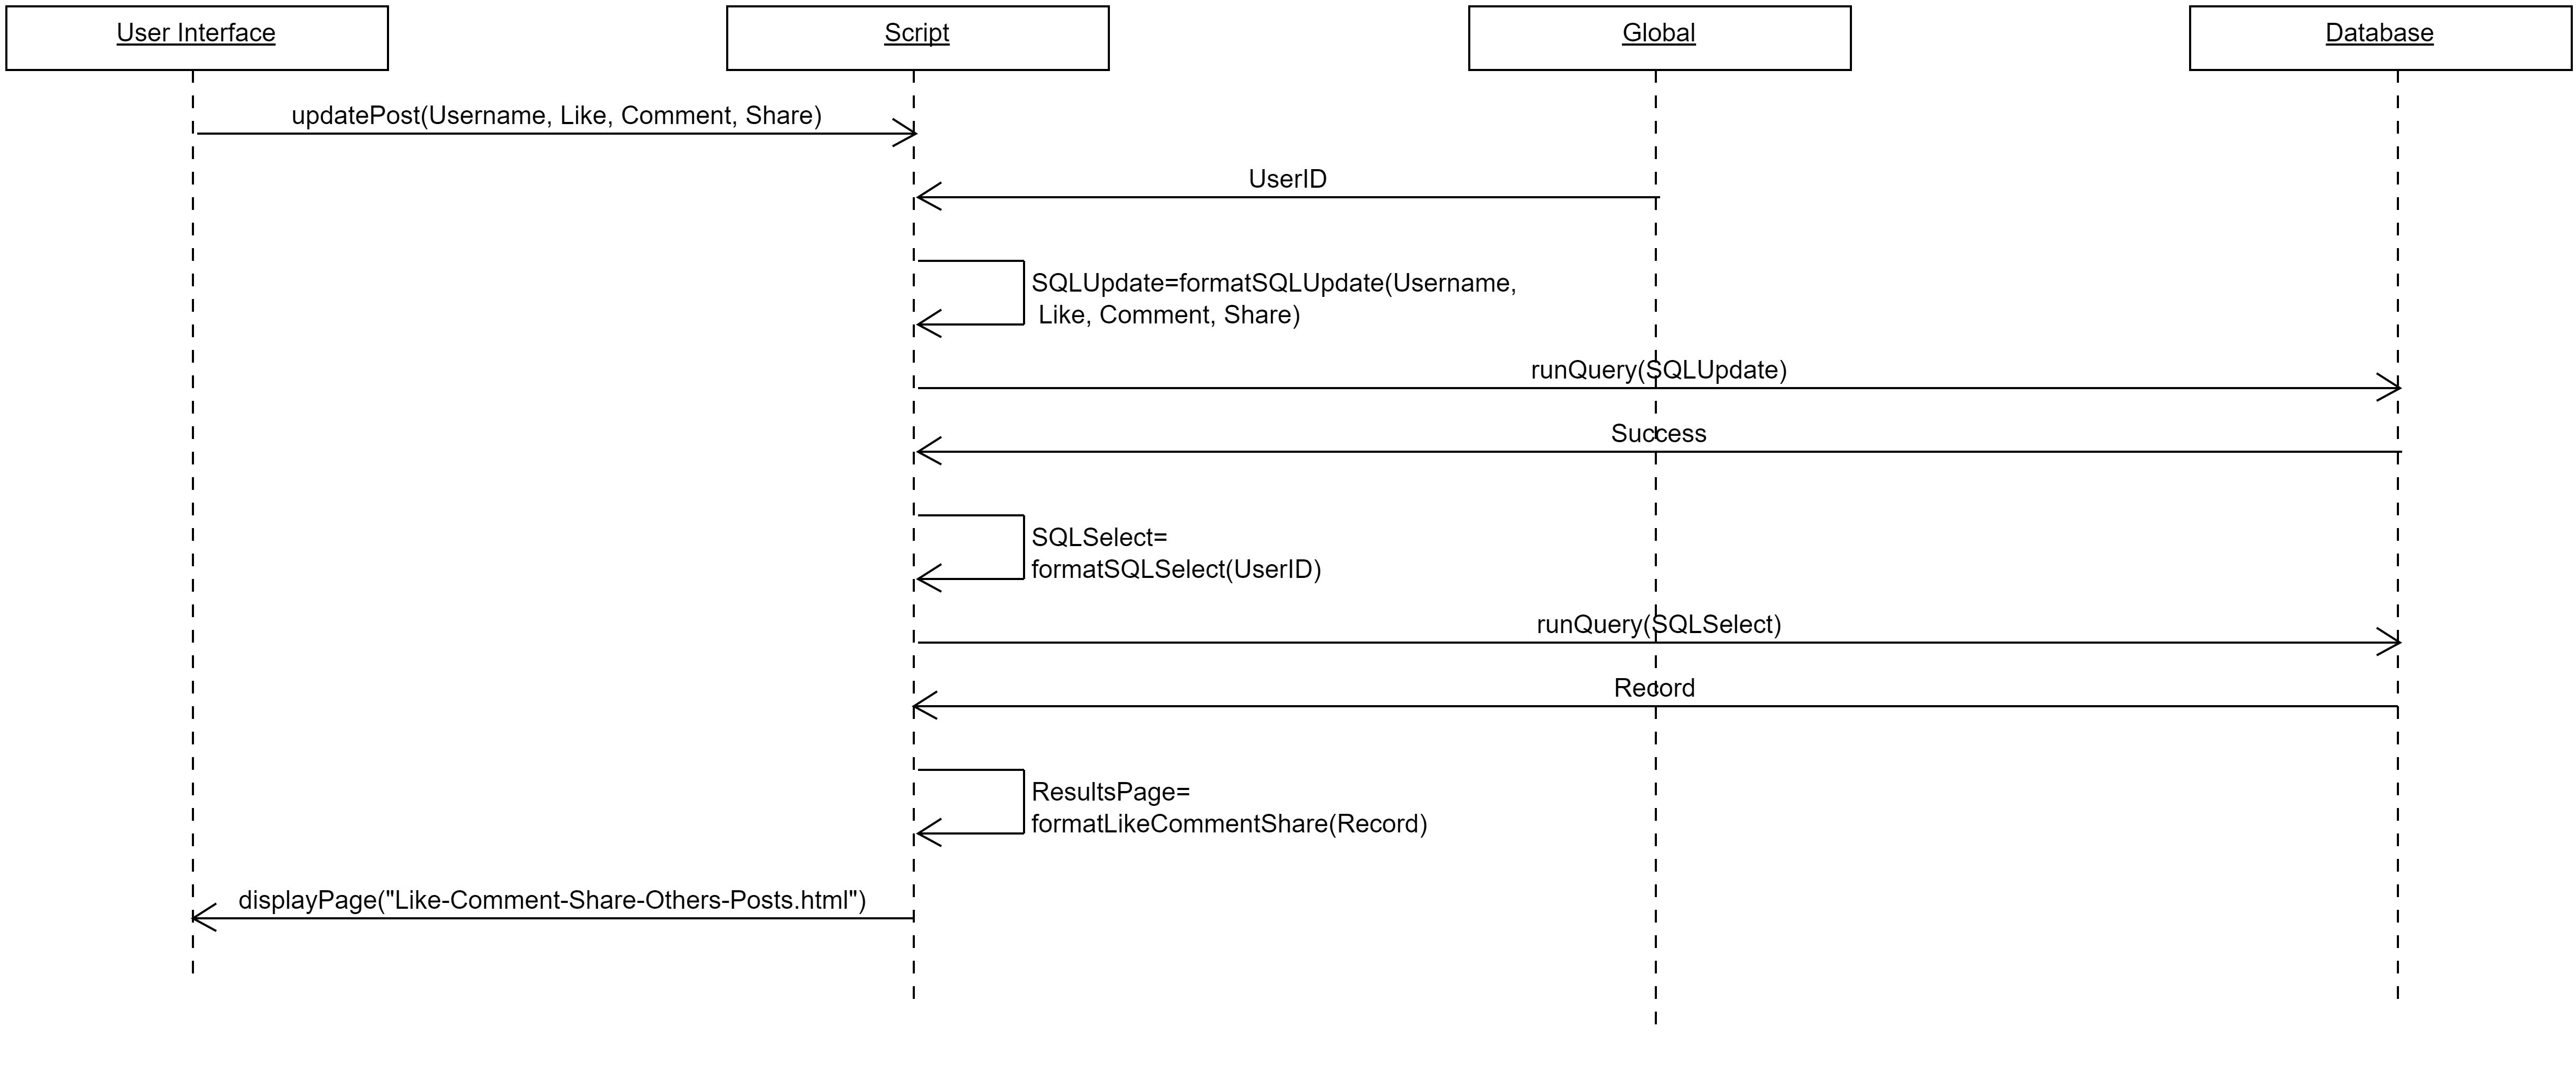 User Interface
Script
Global
Database
updatePost(Username, Like, Comment, Share)
UserID
SQLUpdate=formatSQLUpdate(Username,
Like, Comment, Share)
runQuery(SQLUpdate)
Success
SQLSelect=
formatSQLSelect(UserID)
runQuery(SQLSelect)
Record
ResultsPage=
formatLikeCommentShare(Record)
displayPage("Like-Comment-Share-Others-Posts.html")